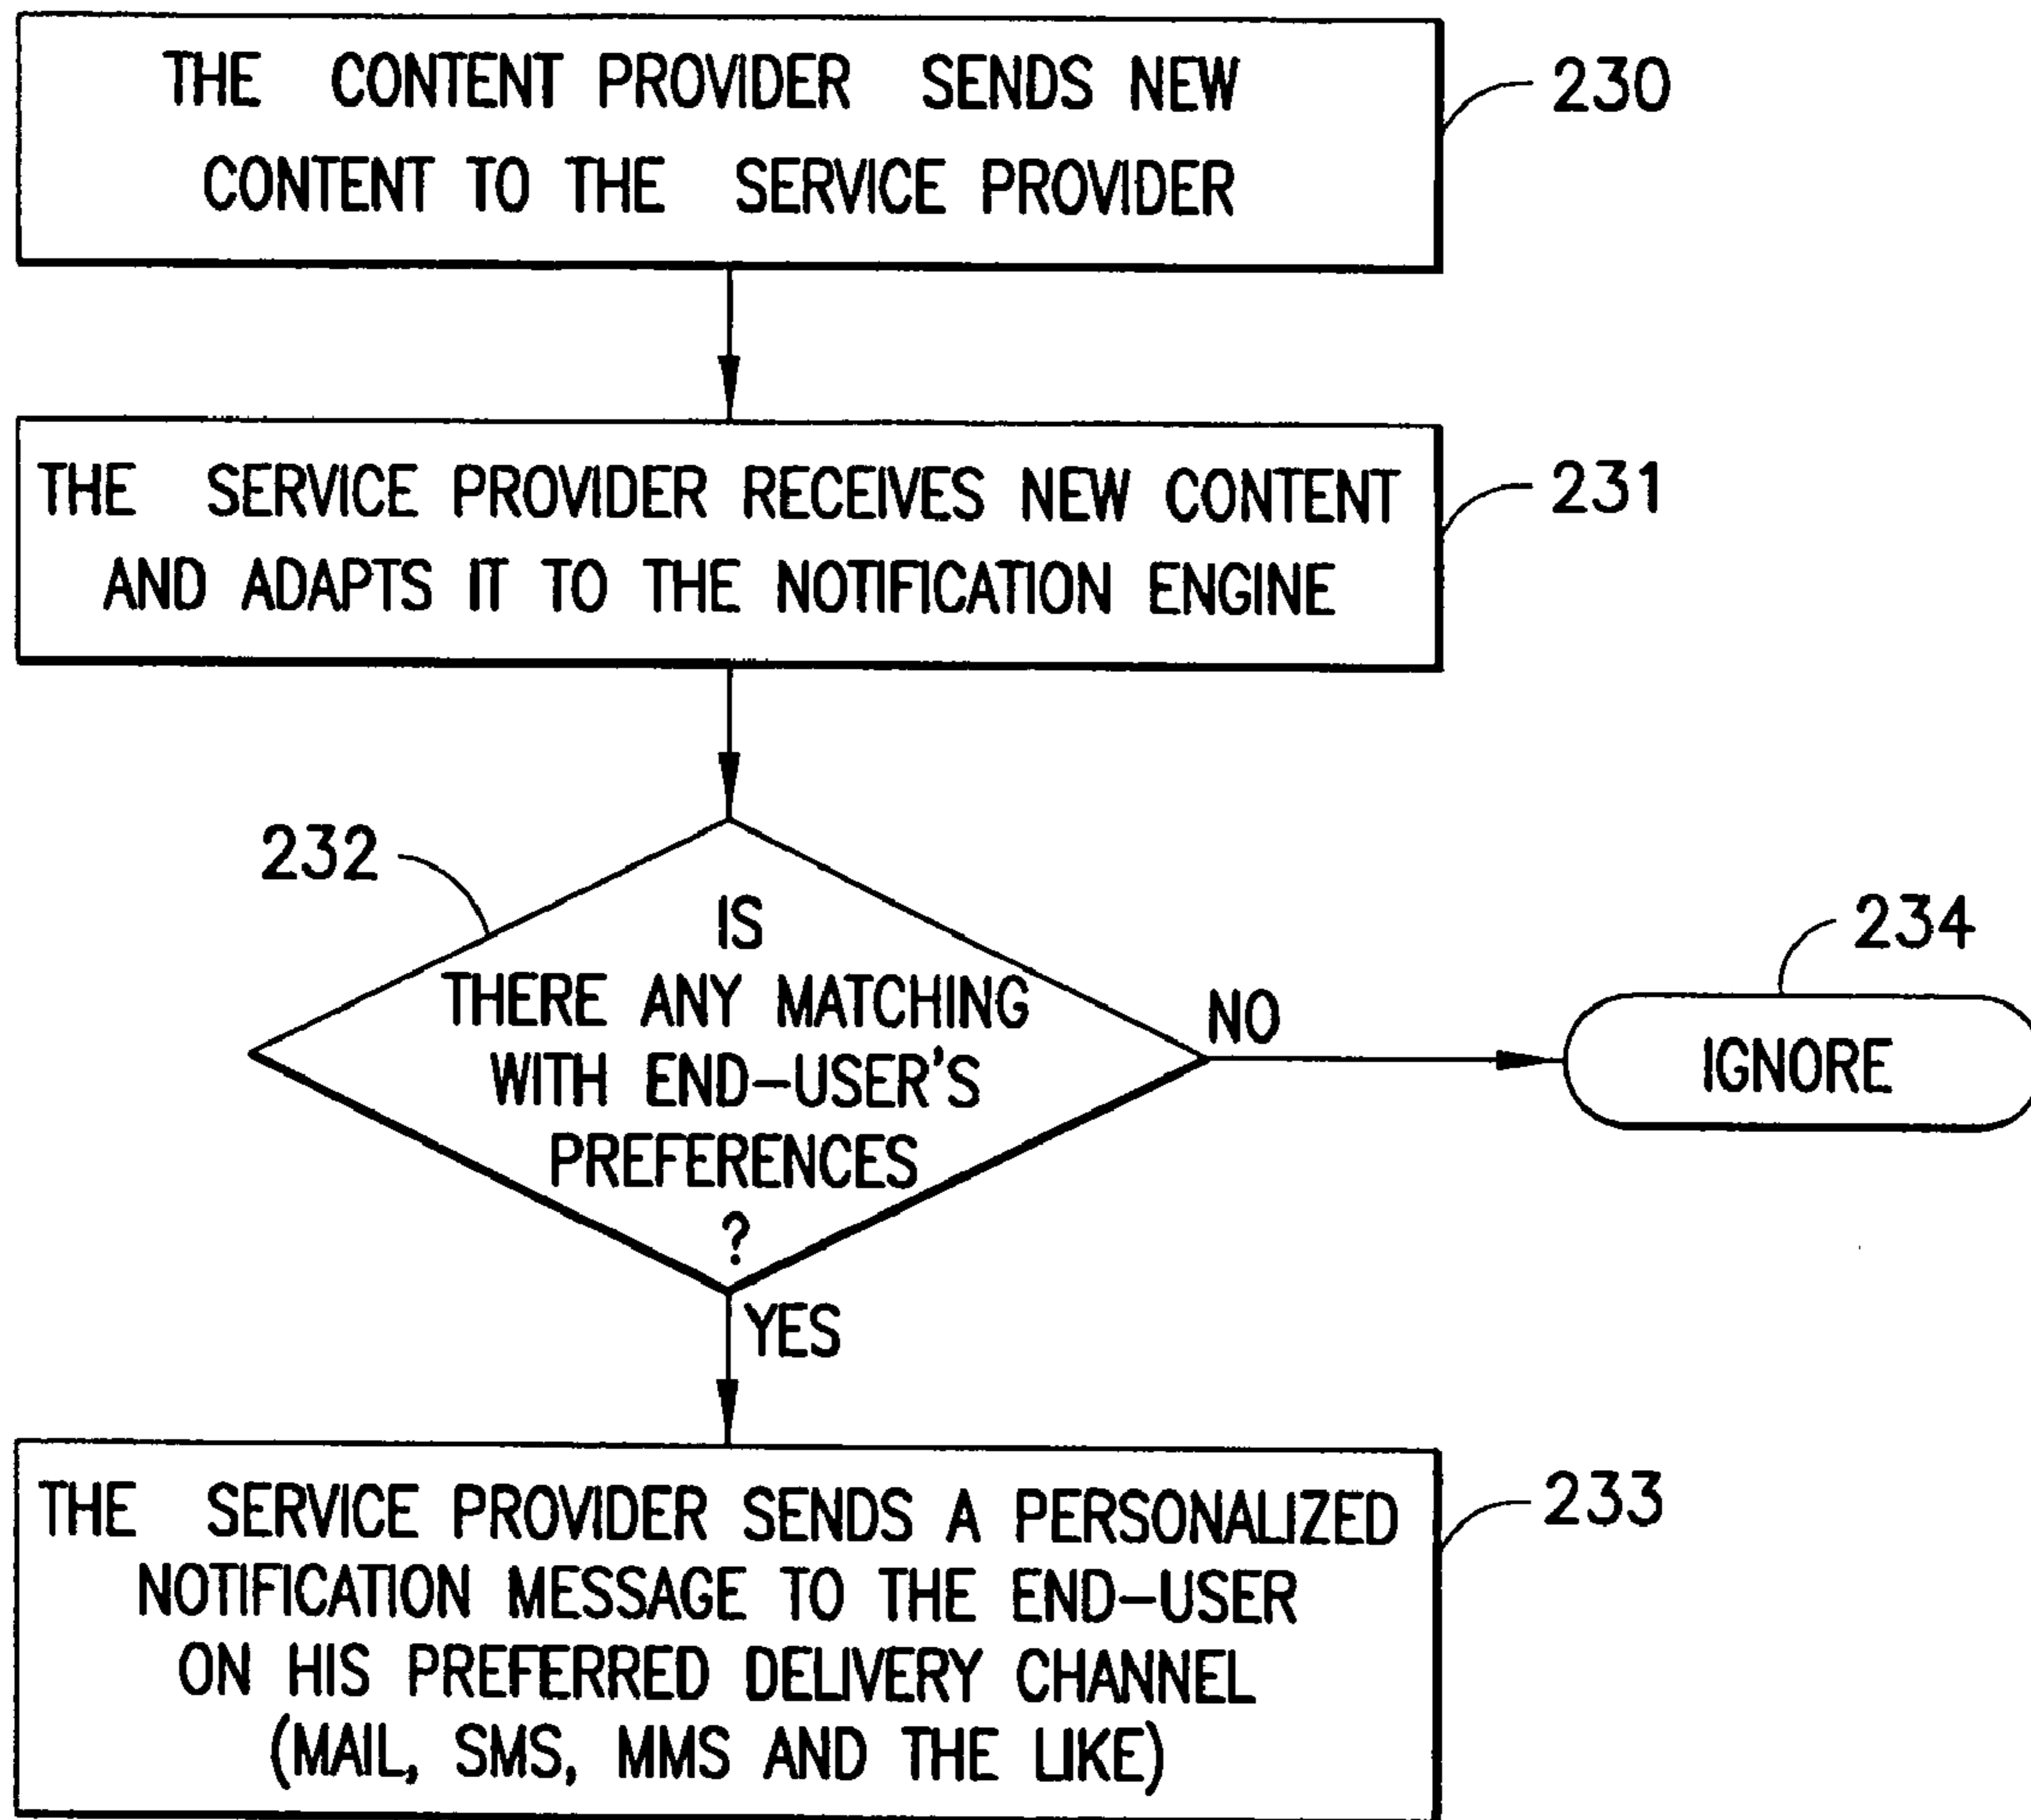 THE CONTENT PROVIDER SENDS NEW
CONTENT TO THE SERVICE PROVIDER
230
THE SERVICE PROVIDER RECEIVES NEW CONTENT
AND ADAPTS IT TO THE NOTIFICATION ENGINE
231
232
IS
THERE ANY MATCHING
WITH END-USER'S
PREFERENCES
?
NO
234
IGNORE
YES
THE SERVICE PROVIDER SENDS A PERSONALIZED
NOTIFICATION MESSAGE TO THE END-USER
ON HIS PREFERRED DELIVERY CHANNEL
(MAIL, SMS, MMS AND THE LIKE)
233